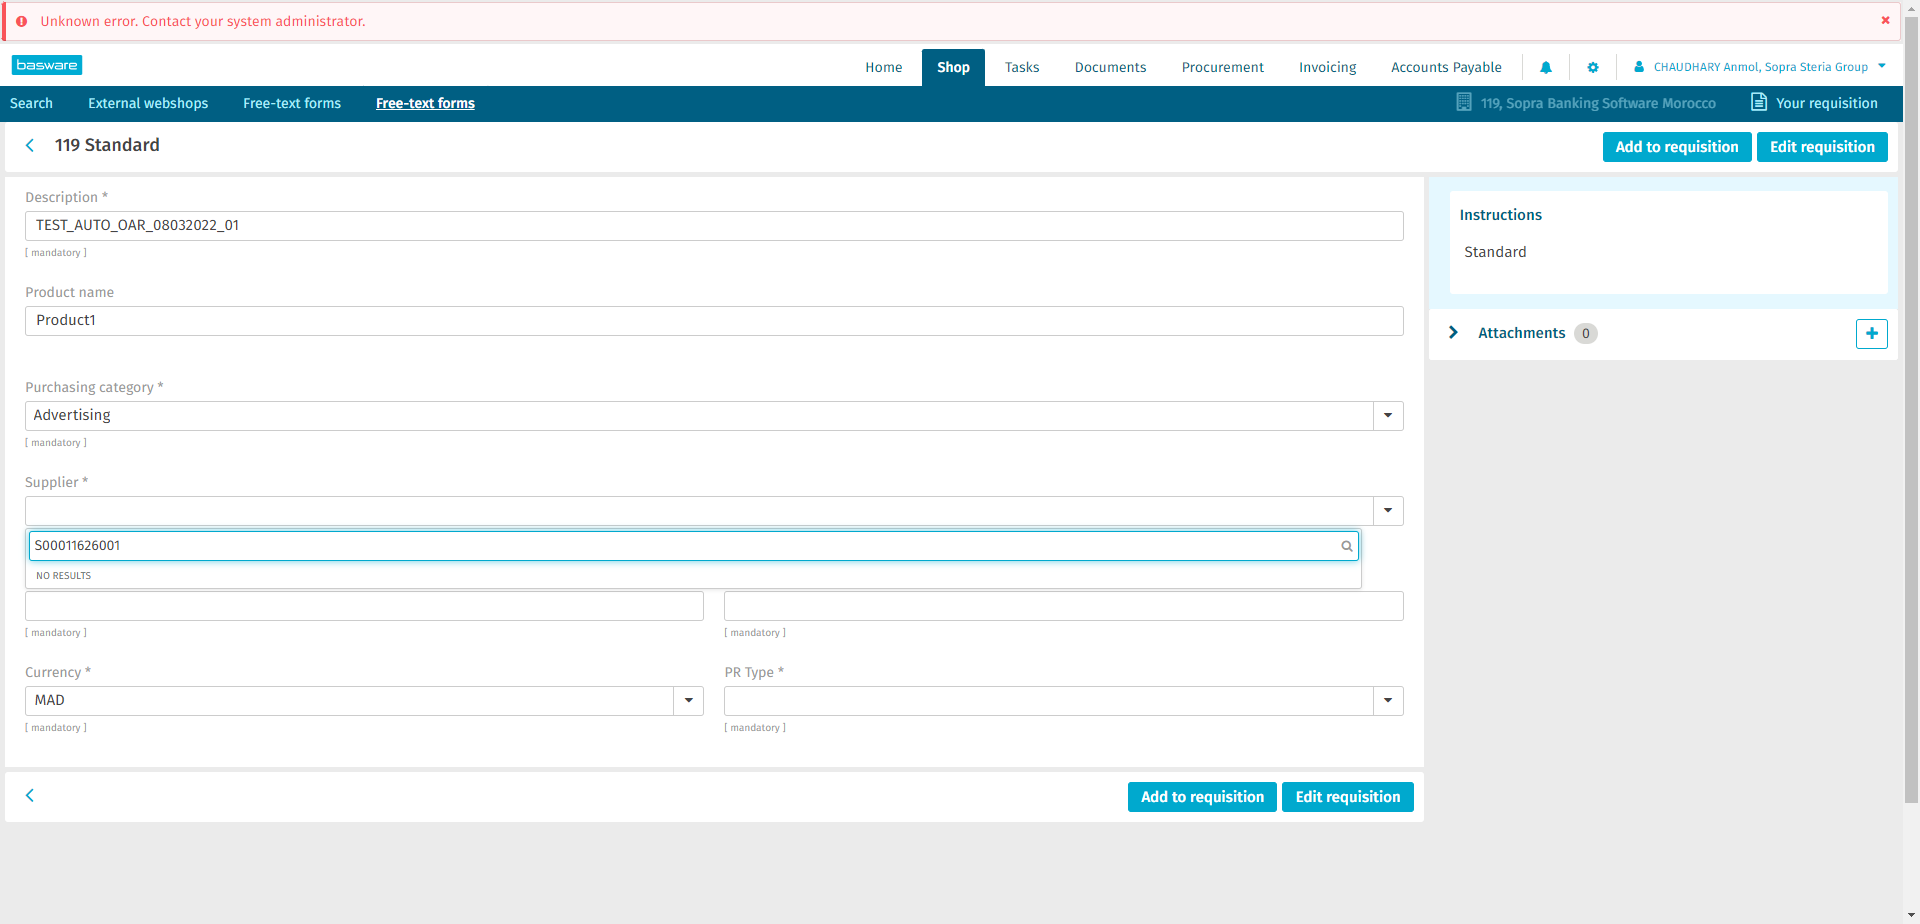 Unknown error. Contact your system administrator.
basware
Home
Shop
Tasks
Documents
Procurement
Invoicing
Accounts Payable
CHAUDHARY Anmol, Sopra Steria Group
Search
External webshops
Free-text forms
Free-text forms
119, Sopra Banking Software Morocco
Your requisition
119 Standard
Add to requisition
Edit requisition
Description *
TEST_AUTO_OAR_08032022_01
[ mandatory ]
Product name
Product1
Purchasing category *
Advertising
[ mandatory ]
Supplier *
S00011626001
NO RESULTS
[ mandatory ]
[ mandatory ]
Currency *
PR Type *
MAD
[ mandatory ]
[ mandatory ]
Add to requisition
Edit requisition
Instructions
Standard
Attachments 0